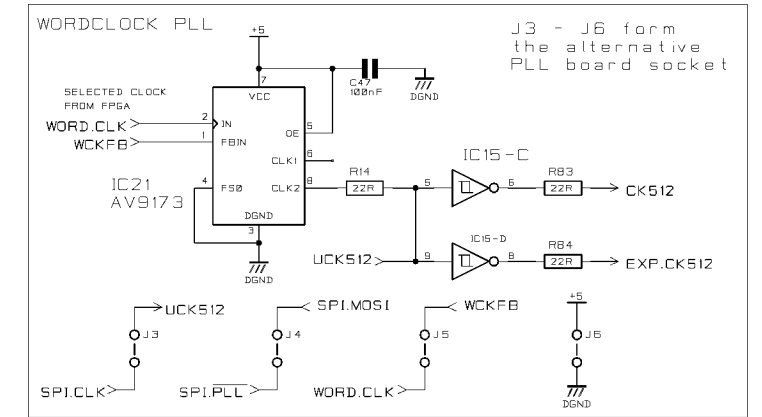 WORDCLOCK PLL
J3 - J6 form
the alternative
PLL board socket
+5
C47
100nF
DGND
7
VCC
SELECTED CLOCK
FROM FPGA
WORD.CLK
2
IN
WCKFB
1
FBIN
OE
5
CLK1
6
IC21
AV9173
4
FS0
CLK2
8
DGND
3
DGND
R14
22R
IC15-C
5
6
R83
22R
CK512
UCK512
IC15-D
9
8
R84
22R
EXP.CK512
UCK512
J3
SPI.CLK
SPI.MOSI
J4
SPI.PLL
WCKFB
J5
WORD.CLK
+5
J6
DGND